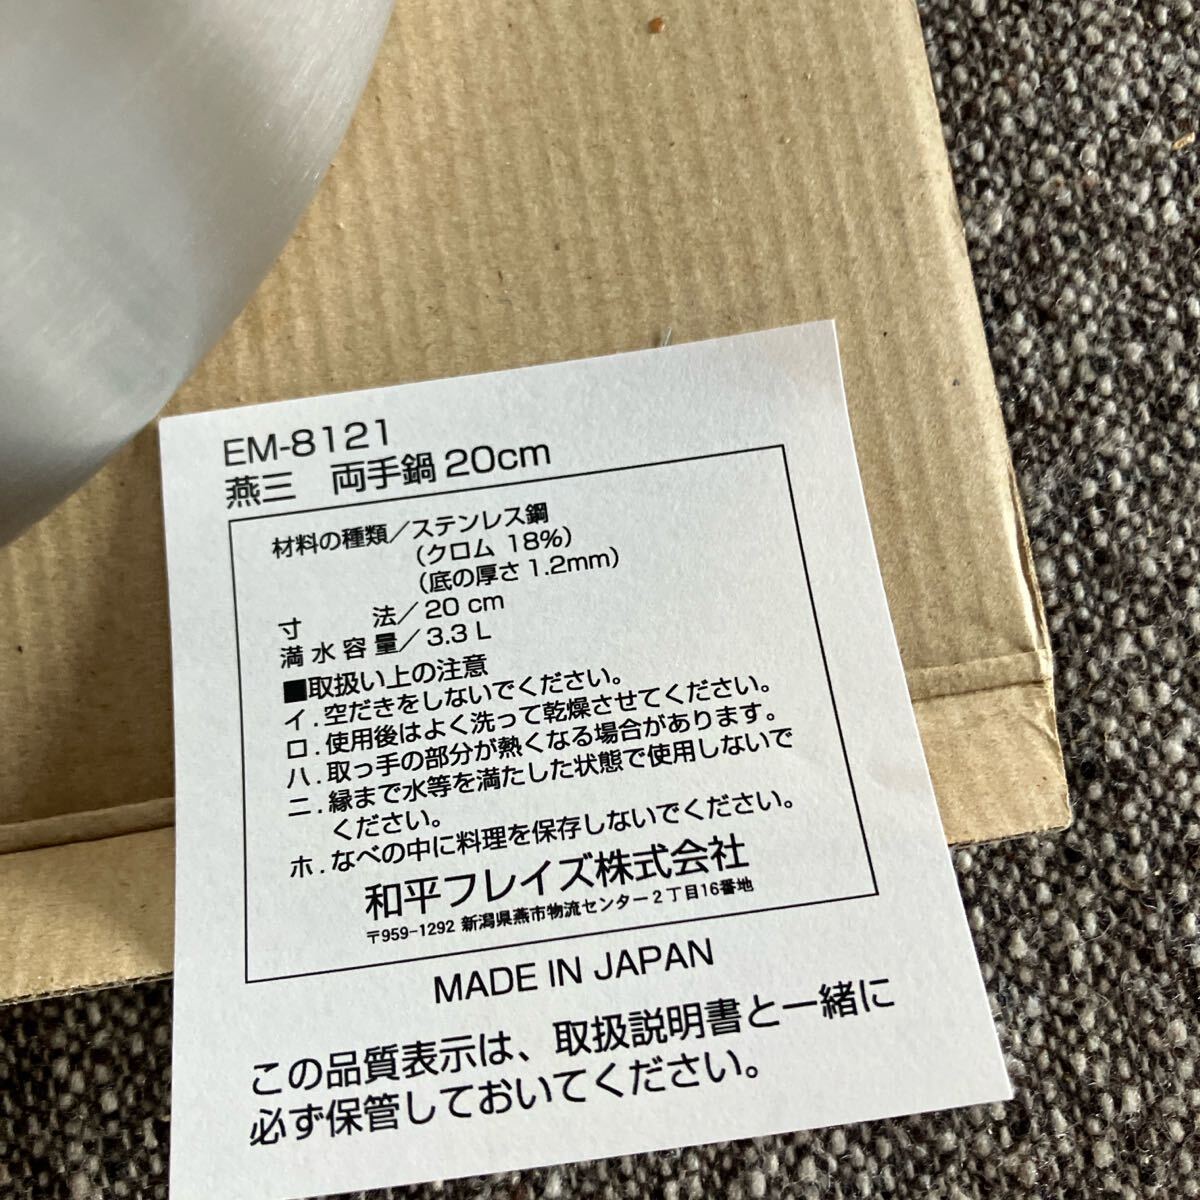 EM-8121
燕三　両手鍋 20cm
材料の種類／ステンレス鋼
（クロム 18%）
（底の厚さ 1.2mm）
寸　　法／20 cm
満水容量／3.3 L
■取扱い上の注意
イ．空だきをしないでください。
ロ．使用後はよく洗って乾燥させてください。
ハ．取っ手の部分が熱くなる場合があります。
ニ．縁まで水等を満たした状態で使用しないで
ください。
ホ．なべの中に料理を保存しないでください。
和平フレイズ株式会社
〒959-1292 新潟県燕市物流センター2丁目16番地
MADE IN JAPAN
この品質表示は、取扱説明書と一緒に
必ず保管しておいてください。